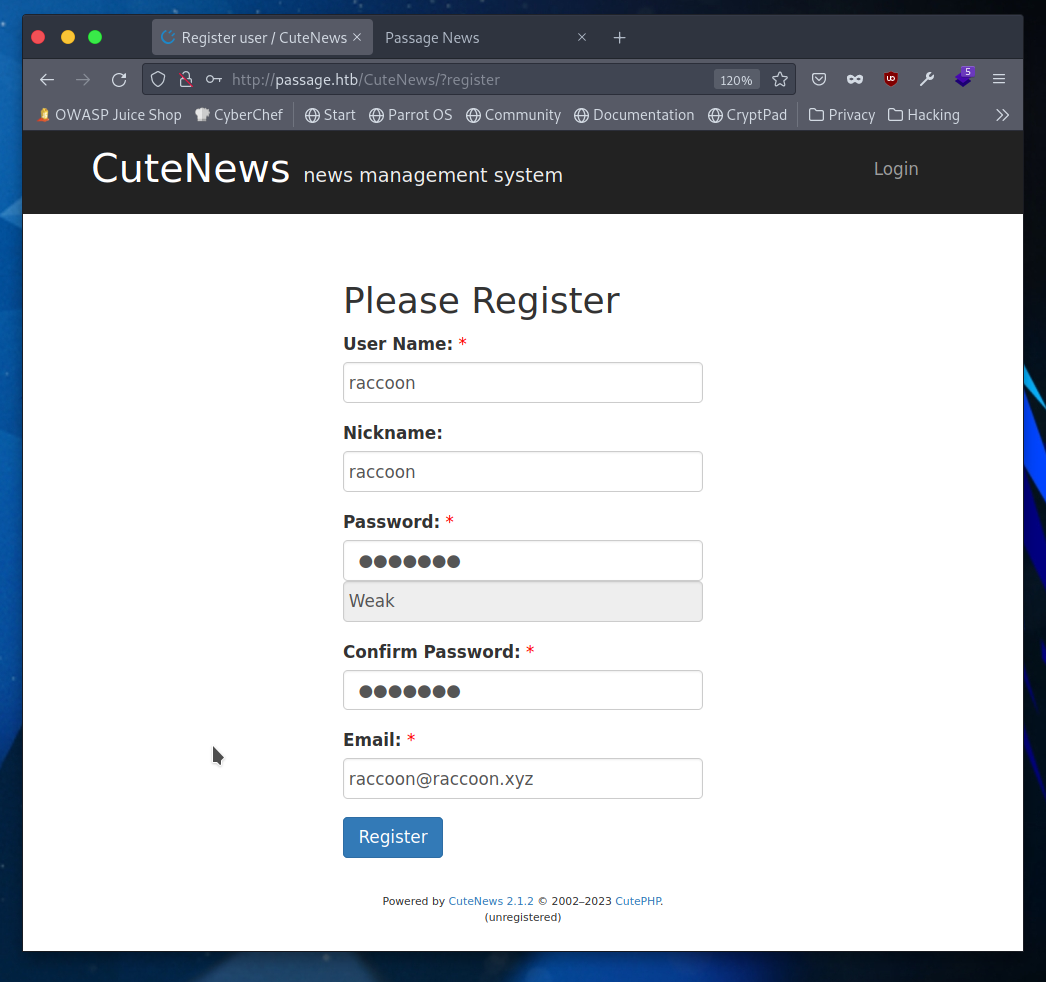 Register user / CuteNews
Passage News
http://passage.htb/CuteNews/?register
120%
5
OWASP Juice Shop CyberChef Start Parrot OS Community Documentation CryptPad Privacy Hacking
CuteNews news management system
Login
Please Register
User Name: *
raccoon
Nickname:
raccoon
Password: *
●●●●●●●
Weak
Confirm Password: *
●●●●●●●
Email: *
raccoon@raccoon.xyz
Register
Powered by CuteNews 2.1.2 © 2002–2023 CutePHP.
(unregistered)